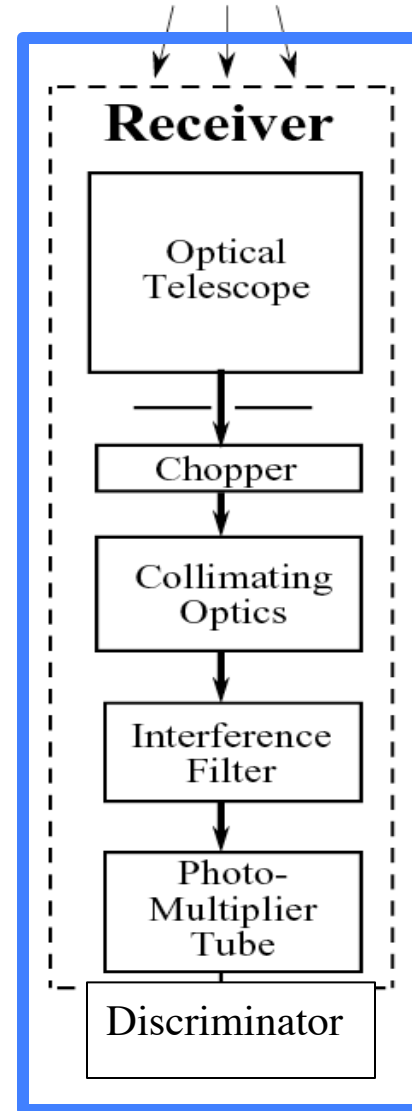 Receiver
Optical
Telescope
Chopper
Collimating
Optics
Interference
Filter
Photo-
Multiplier
Tube
Discriminator